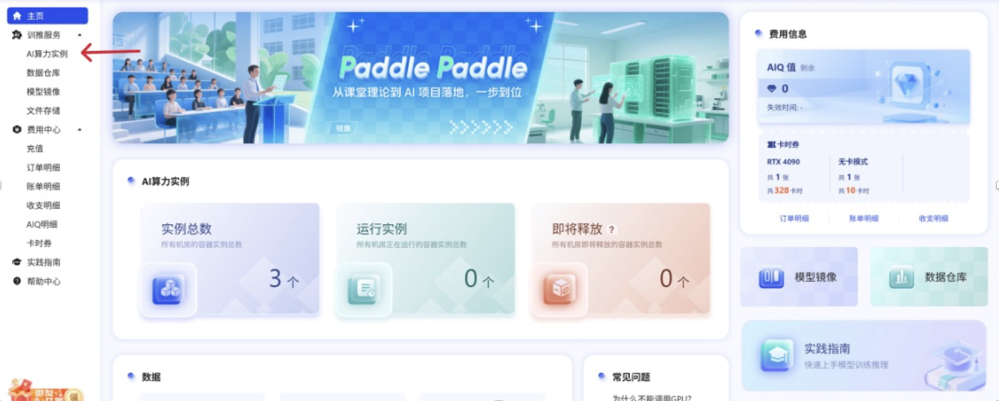 主页
训推服务
AI算力实例
数据仓库
模型镜像
文件存储
费用中心
充值
订单明细
账单明细
收支明细
AIQ明细
卡时券
实践指南
帮助中心
Paddle Paddle
从课堂理论到 AI 项目落地，一步到位
镜像
AI算力实例
实例总数
所有机房的容器实例总数
3 个
运行实例
所有机房正在运行的容器实例总数
0 个
即将释放 ?
所有机房即将释放的容器实例总数
0 个
数据
常见问题
为什么不能调用GPU?
费用信息
AIQ 值 剩余
0
失效时间: -
卡时券
RTX 4090
共 1 张
共 328 卡时
无卡模式
共 1 张
共 10 卡时
订单明细
账单明细
收支明细
模型镜像
数据仓库
实践指南
快速上手模型训练推理